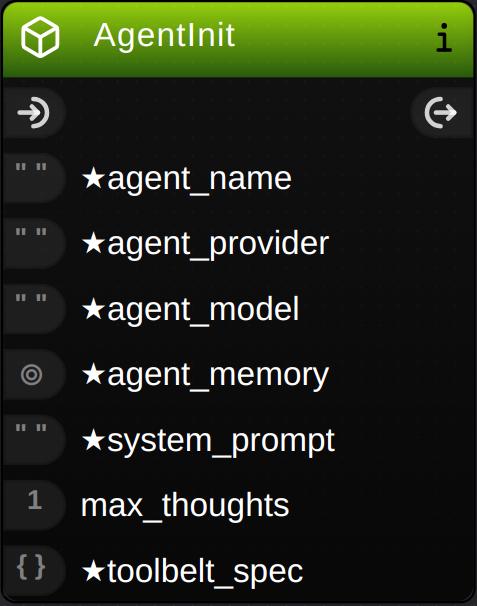 AgentInit i
" " ★agent_name
" " ★agent_provider
" " ★agent_model
★agent_memory
" " ★system_prompt
1 max_thoughts
{ } ★toolbelt_spec